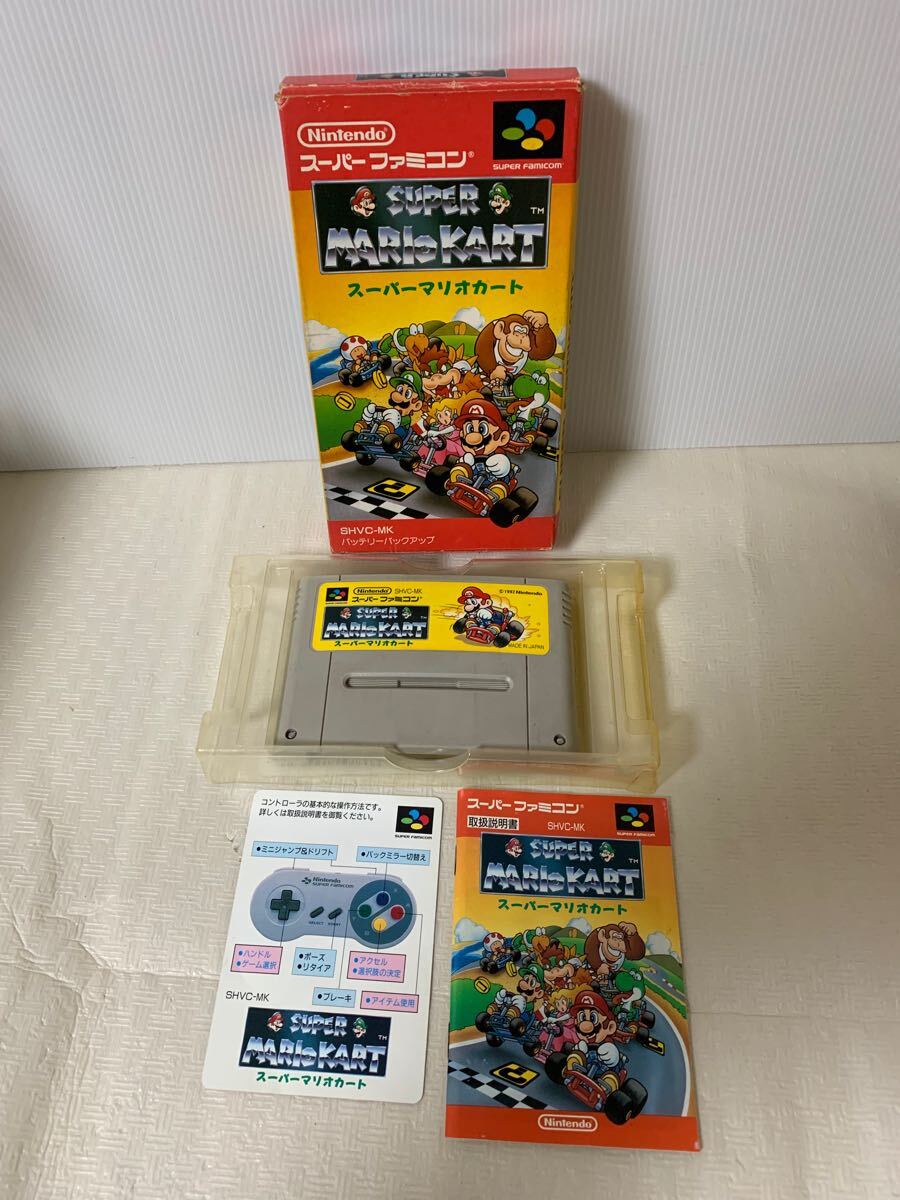 SUPER
Nintendo
スーパーファミコン®
SUPER FAMICOM
SUPER
MARIO KART ™
スーパーマリオカート
SHVC-MK
バッテリーバックアップ
Nintendo SHVC-MK
スーパーファミコン®
SUPER
MARIO KART ™
スーパーマリオカート
©1992 Nintendo
MADE IN JAPAN
コントローラの基本的な操作方法です。
詳しくは取扱説明書を御覧ください。
SUPER FAMICOM
●ミニジャンプ&ドリフト
●バックミラー切替え
Nintendo
SUPER FAMICOM
SELECT START
●ハンドル
●ゲーム選択
●ポーズ
●リタイア
●アクセル
●選択肢の決定
●ブレーキ
●アイテム使用
SHVC-MK
SUPER
MARIO KART ™
スーパーマリオカート
スーパーファミコン®
取扱説明書 SHVC-MK
SUPER FAMICOM
SUPER
MARIO KART ™
スーパーマリオカート
Nintendo